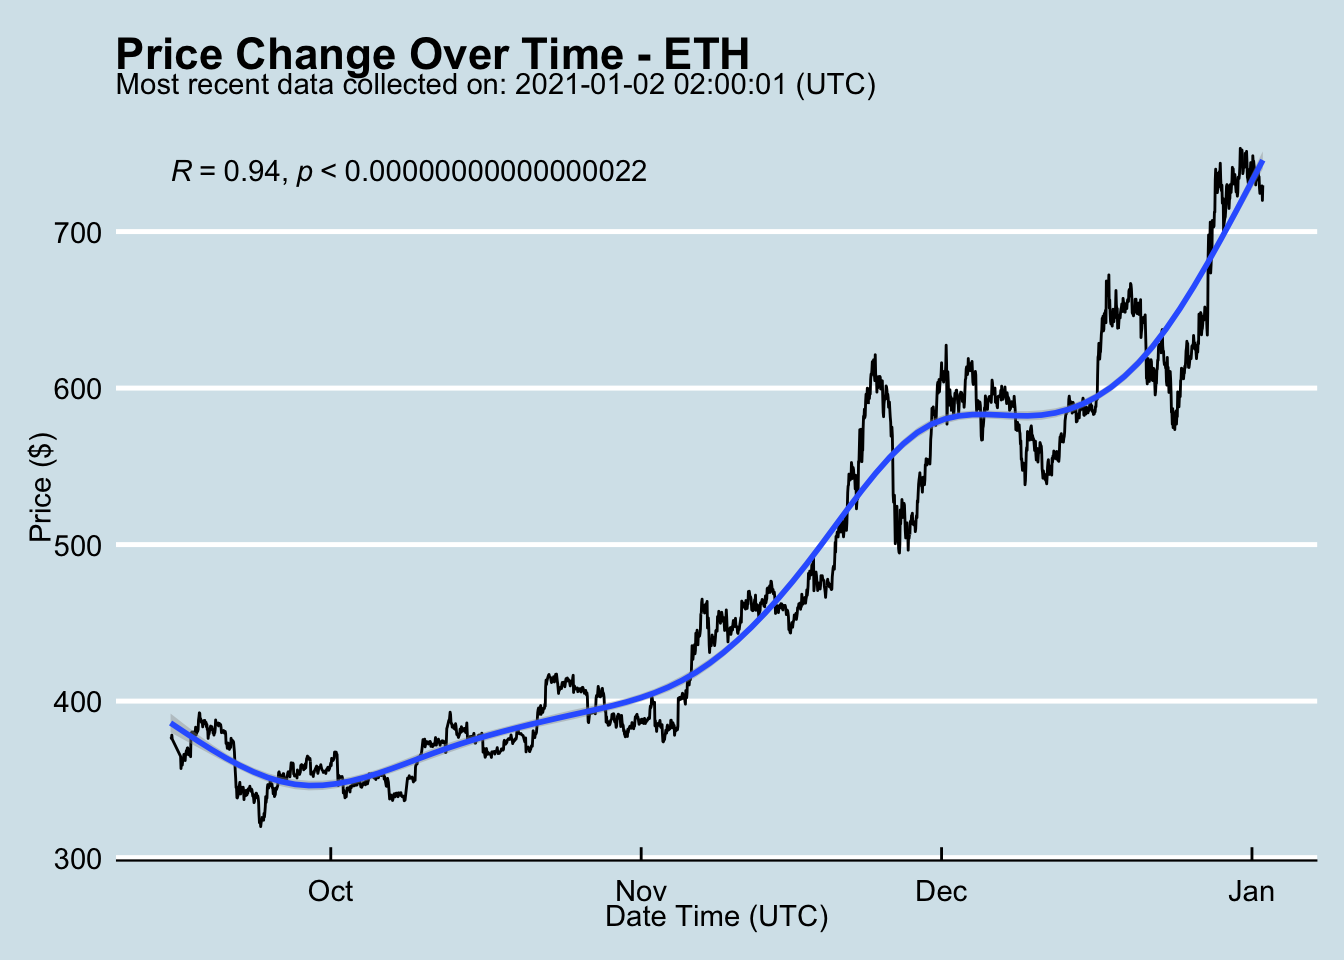 Price Change Over Time - ETH
Most recent data collected on: 2021-01-02 02:00:01 (UTC)
R = 0.94, p < 0.00000000000000022
700
600
500
400
300
Price ($)
Oct Nov Dec Jan
Date Time (UTC)